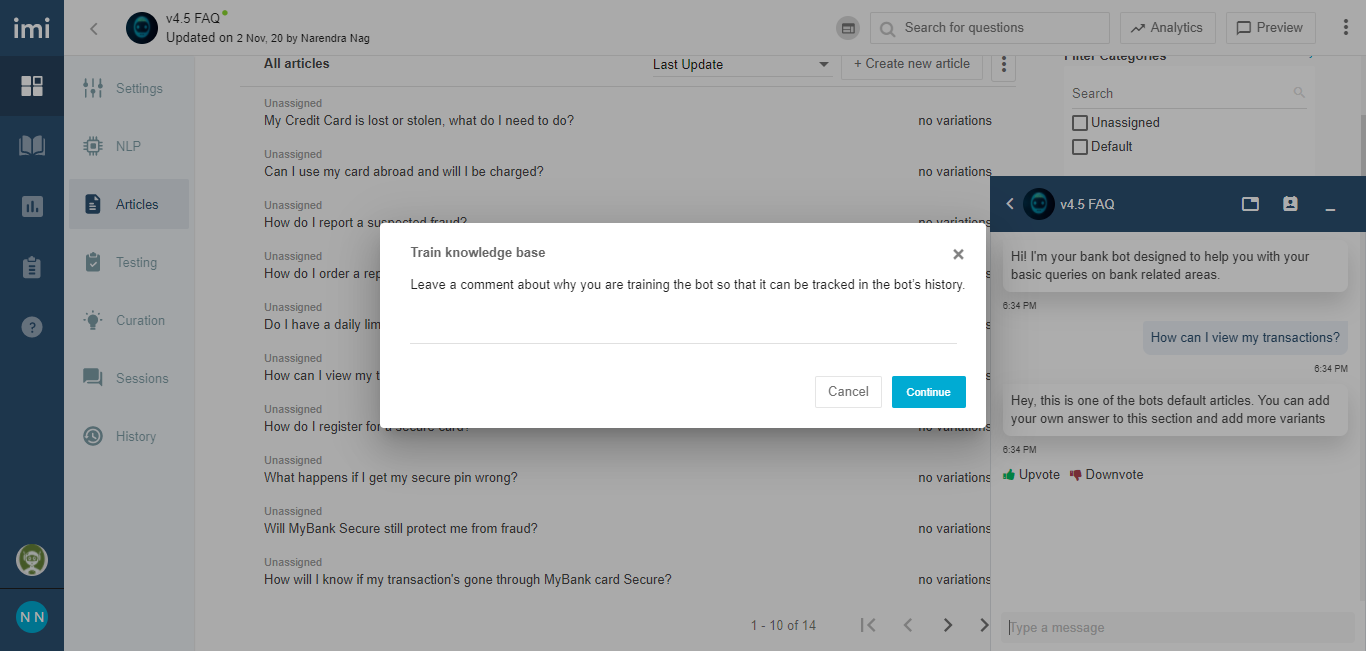 imi
v4.5 FAQ
Updated on 2 Nov, 20 by Narendra Nag
Search for questions
Analytics
Preview
Settings
NLP
Articles
Testing
Curation
Sessions
History
N N
All articles
Last Update
+ Create new article
Unassigned
My Credit Card is lost or stolen, what do I need to do?
no variations
Unassigned
Can I use my card abroad and will I be charged?
no variations
Unassigned
How do I report a suspected fraud?
no variations
Unassigned
How do I order a rep
Unassigned
Do I have a daily lim
Unassigned
How can I view my t
Unassigned
How do I register for a secure card?
no variations
Unassigned
What happens if I get my secure pin wrong?
no variations
Unassigned
Will MyBank Secure still protect me from fraud?
no variations
Unassigned
How will I know if my transaction's gone through MyBank card Secure?
no variations
1 - 10 of 14
Filter Categories
Search
Unassigned
Default
Train knowledge base
Leave a comment about why you are training the bot so that it can be tracked in the bot's history.
Cancel
Continue
v4.5 FAQ
Hi! I'm your bank bot designed to help you with your
basic queries on bank related areas.
6:34 PM
How can I view my transactions?
6:34 PM
Hey, this is one of the bots default articles. You can add
your own answer to this section and add more variants
6:34 PM
Upvote
Downvote
Type a message